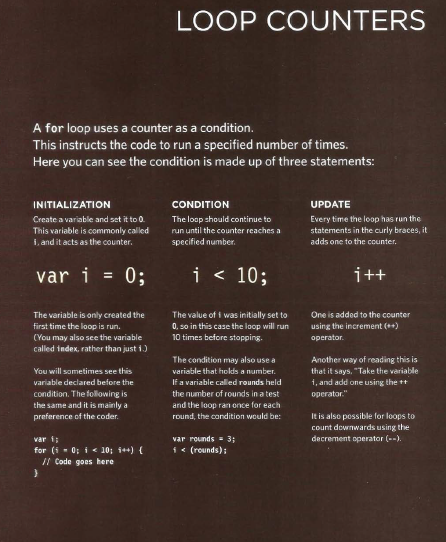 LOOP COUNTERS
A for loop uses a counter as a condition.
This instructs the code to run a specified number of times.
Here you can see the condition is made up of three statements:
INITIALIZATION
Create a variable and set it to 0.
This variable is commonly called
i, and it acts as the counter.
var i = 0;
The variable is only created the
first time the loop is run.
(You may also see the variable
called index, rather than just i.)
You will sometimes see this
variable declared before the
condition. The following is
the same and it is mainly a
preference of the coder.
var i;
for (i = 0; i < 10; i++) {
// Code goes here
}
CONDITION
The loop should continue to
run until the counter reaches a
specified number.
i < 10;
The value of i was initially set to
0, so in this case the loop will run
10 times before stopping.
The condition may also use a
variable that holds a number.
If a variable called rounds held
the number of rounds in a test
and the loop ran once for each
round, the condition would be:
var rounds = 3;
i < (rounds);
UPDATE
Every time the loop has run the
statements in the curly braces, it
adds one to the counter.
i++
One is added to the counter
using the increment (++)
operator.
Another way of reading this is
that it says, "Take the variable
i, and add one using the ++
operator."
It is also possible for loops to
count downwards using the
decrement operator (--).